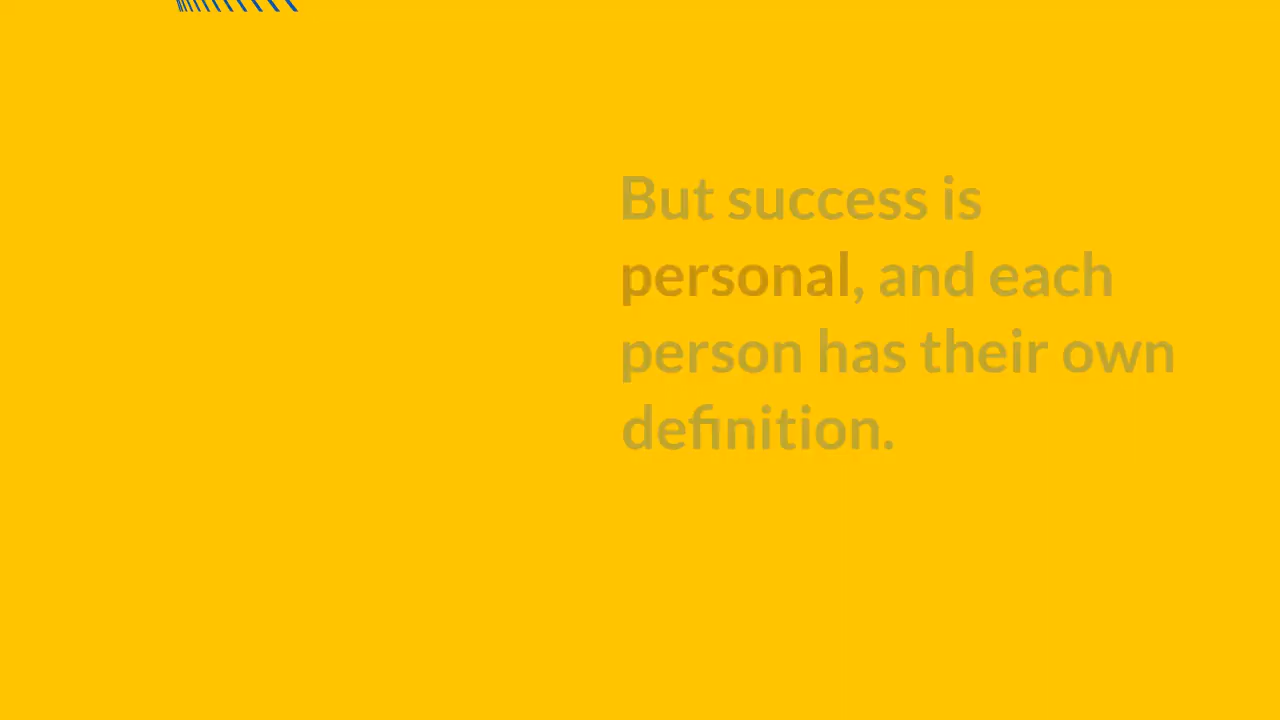 But success is
personal, and each
person has their own
definition.